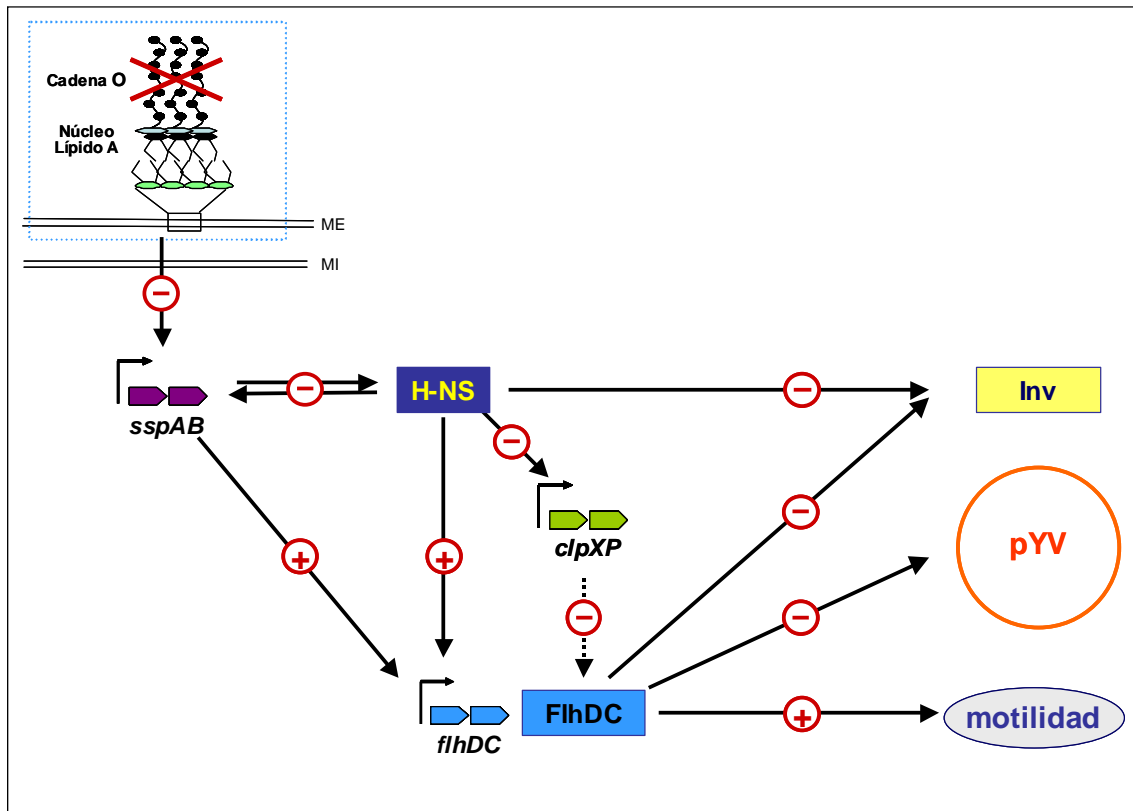 Cadena O
Núcleo
Lípido A
ME
MI
−
sspAB
−
H-NS
−
Inv
−
clpXP
−
pYV
+
+
−
−
flhDC
FlhDC
+
motilidad